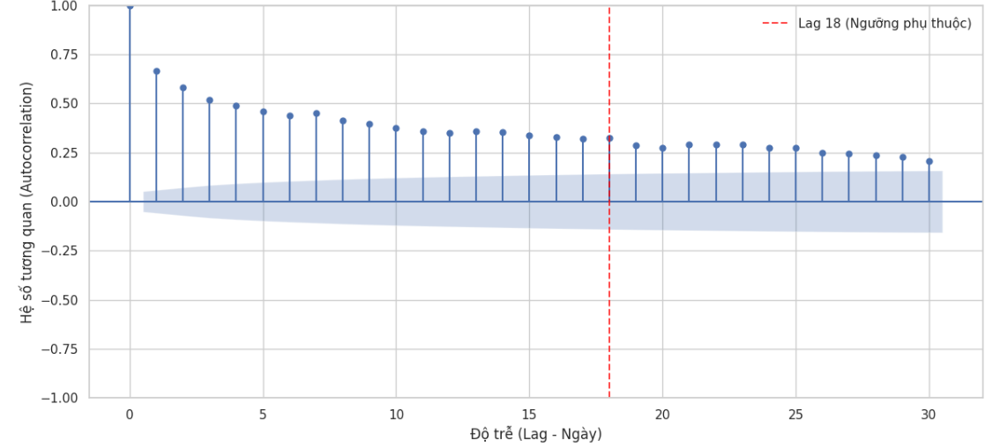 1.00
0.75
0.50
0.25
0.00
−0.25
−0.50
−0.75
−1.00
Hệ số tương quan (Autocorrelation)
Lag 18 (Ngưỡng phụ thuộc)
0 5 10 15 20 25 30
Độ trễ (Lag - Ngày)